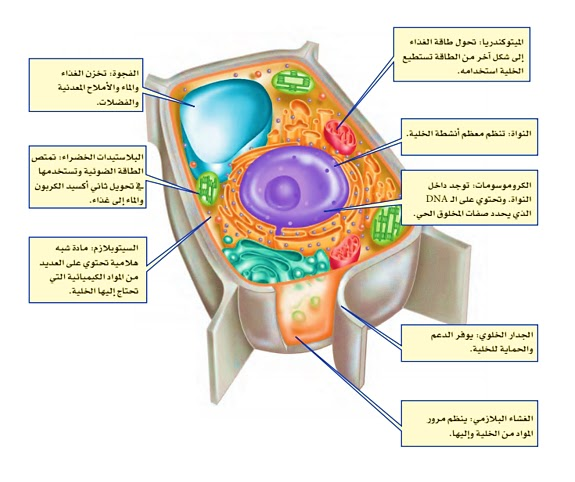 الميتوكندريا: تحول طاقة الغذاء
إلى شكل آخر من الطاقة تستطيع
الخلية استخدامه.
الفجوة: تخزن الغذاء
والماء والأملاح المعدنية
والفضلات.
النواة: تنظم معظم أنشطة الخلية.
البلاستيدات الخضراء: تمتص
الطاقة الضوئية وتستخدمها
في تحويل ثاني أكسيد الكربون
والماء إلى غذاء.
الكروموسومات: توجد داخل
النواة. وتحتوي على الـ DNA
الذي يحدد صفات المخلوق الحي.
السيتوبلازم: مادة شبه
هلامية تحتوي على العديد
من المواد الكيميائية التي
تحتاج إليها الخلية.
الجدار الخلوي: يوفر الدعم
والحماية للخلية.
الغشاء البلازمي: ينظم مرور
المواد من الخلية وإليها.